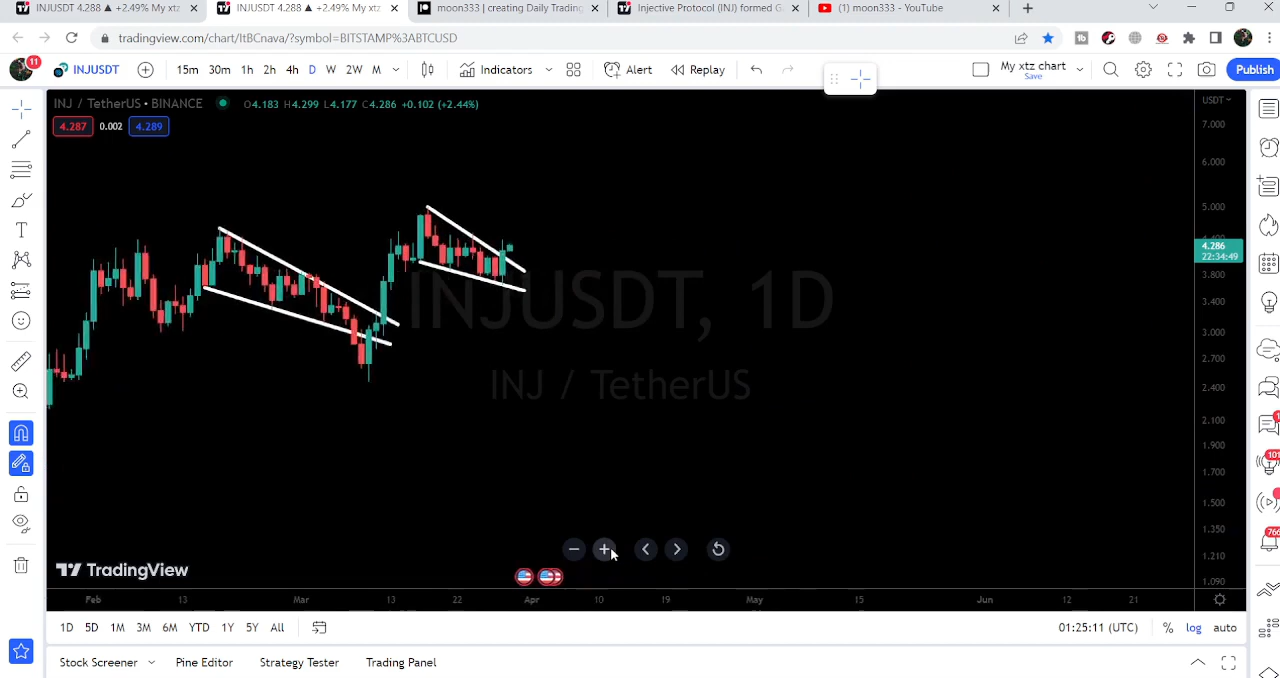 INJUSDT 4.288 ▲ +2.49% My xtz
INJUSDT 4.288 ▲ +2.49% My xtz
moon333 | creating Daily Trading
Injective Protocol (INJ) formed Ga
(1) moon333 - YouTube
tradingview.com/chart/ItBCnava/?symbol=BITSTAMP%3ABTCUSD
11
INJUSDT
15m 30m 1h 2h 4h D W 2W M
Indicators
Alert
Replay
My xtz chart
Save
Publish
INJ / TetherUS • BINANCE
O4.183 H4.299 L4.177 C4.286 +0.102 (+2.44%)
4.287 0.002 4.289
USDT
7.000
6.000
5.000
4.286
22:34:49
3.800
3.400
3.000
2.700
2.400
2.100
1.900
1.700
1.500
1.350
1.210
1.090
INJUSDT, 1D
INJ / TetherUS
TradingView
Feb 13 Mar 13 22 Apr 10 19 May 15 Jun 12 21
1D 5D 1M 3M 6M YTD 1Y 5Y All
01:25:11 (UTC)
% log auto
Stock Screener
Pine Editor
Strategy Tester
Trading Panel